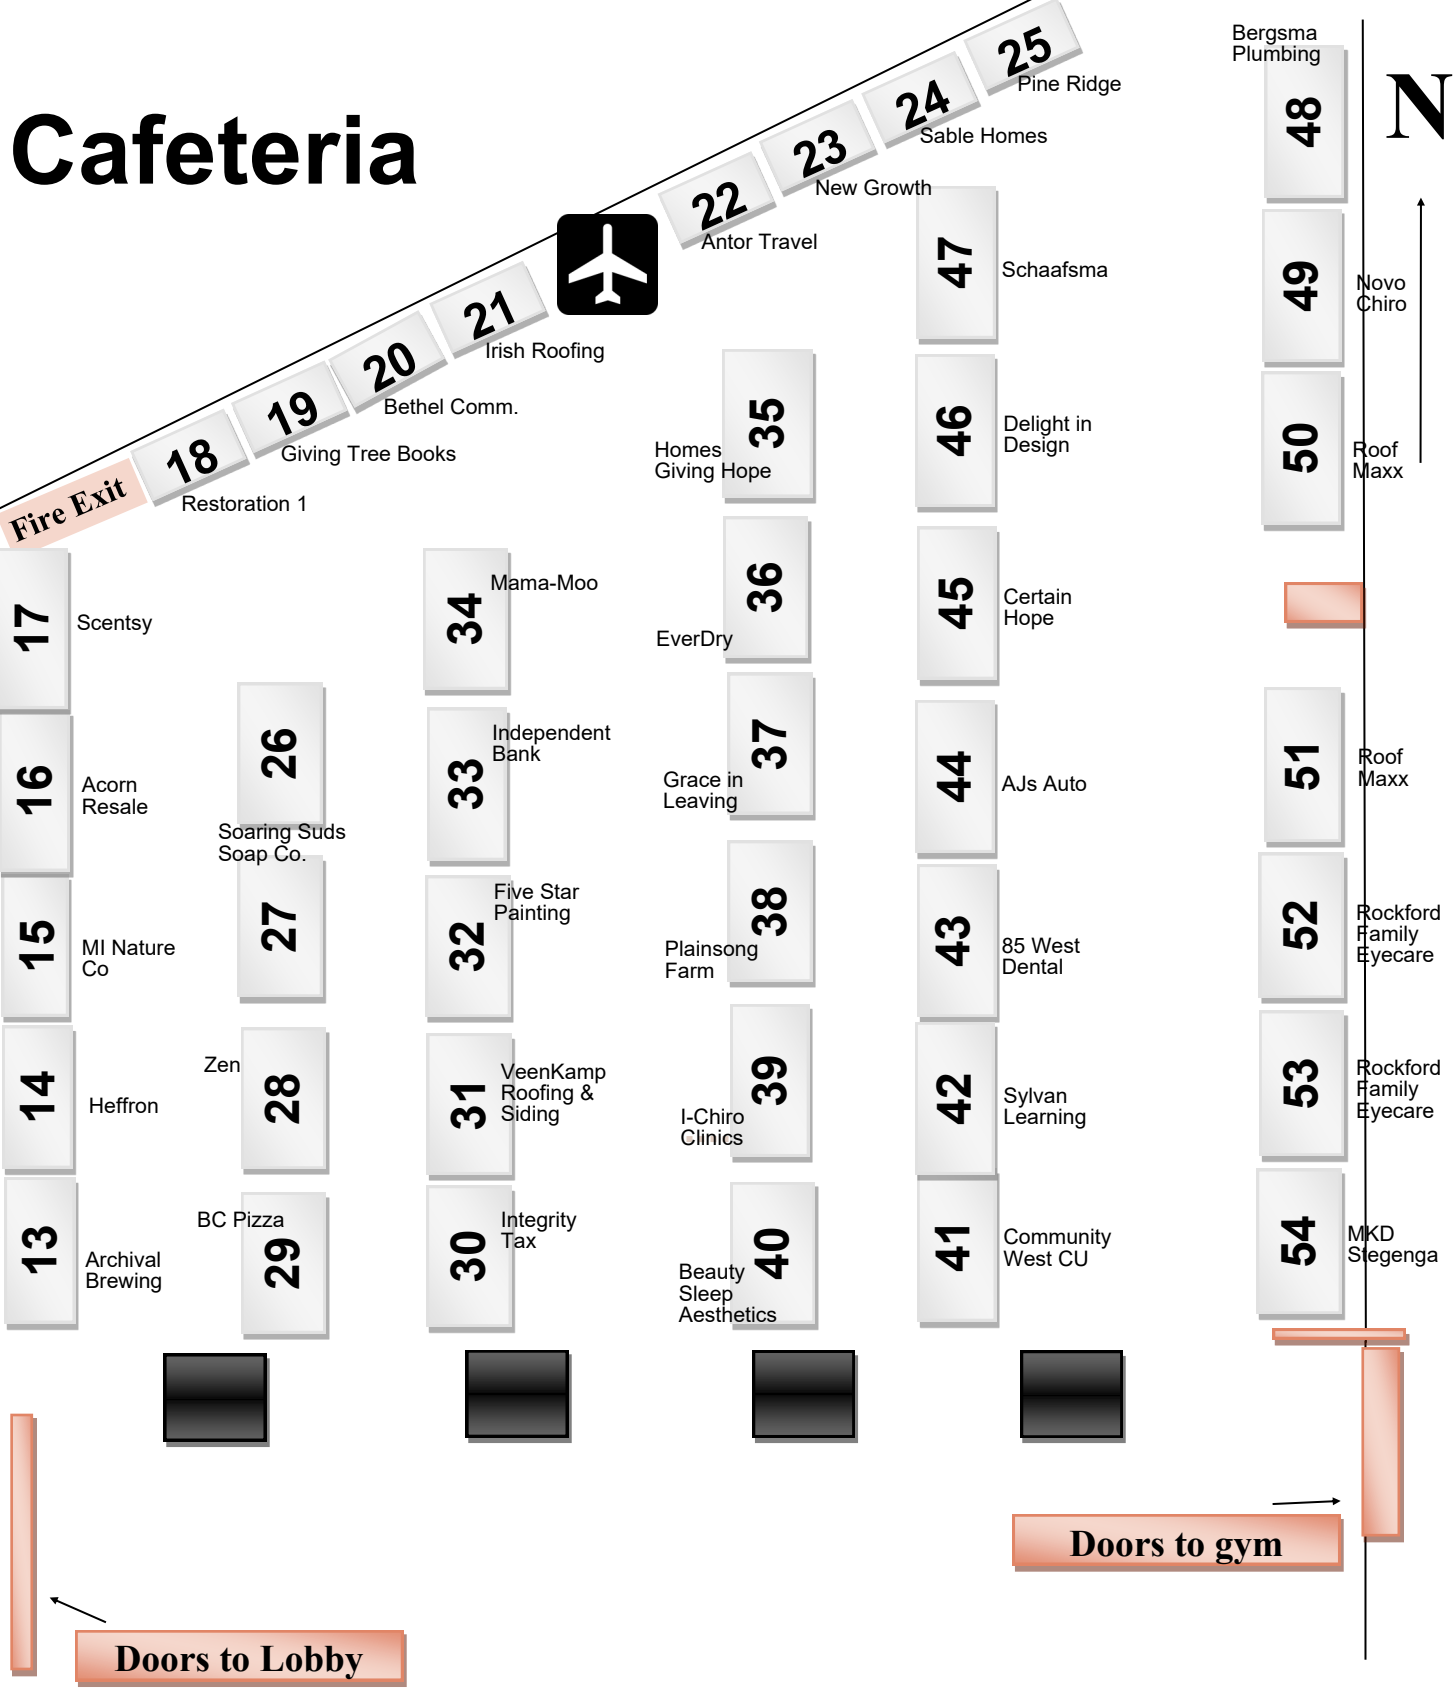 Cafeteria
N
25
Pine Ridge
24
Sable Homes
23
New Growth
22
Antor Travel
21
Irish Roofing
20
Bethel Comm.
19
Giving Tree Books
18
Restoration 1
Fire Exit
17
Scentsy
16
Acorn
Resale
15
MI Nature
Co
14
Heffron
13
Archival
Brewing
26
Soaring Suds
Soap Co.
27
Zen
28
BC Pizza
29
34
Mama-Moo
33
Independent
Bank
32
Five Star
Painting
31
VeenKamp
Roofing &
Siding
30
Integrity
Tax
35
Homes
Giving Hope
36
EverDry
37
Grace in
Leaving
38
Plainsong
Farm
39
I-Chiro
Clinics
40
Beauty
Sleep
Aesthetics
47
Schaafsma
46
Delight in
Design
45
Certain
Hope
44
AJs Auto
43
85 West
Dental
42
Sylvan
Learning
41
Community
West CU
Bergsma
Plumbing
48
49
Novo
Chiro
50
Roof
Maxx
51
Roof
Maxx
52
Rockford
Family
Eyecare
53
Rockford
Family
Eyecare
54
MKD
Stegenga
Doors to gym
Doors to Lobby